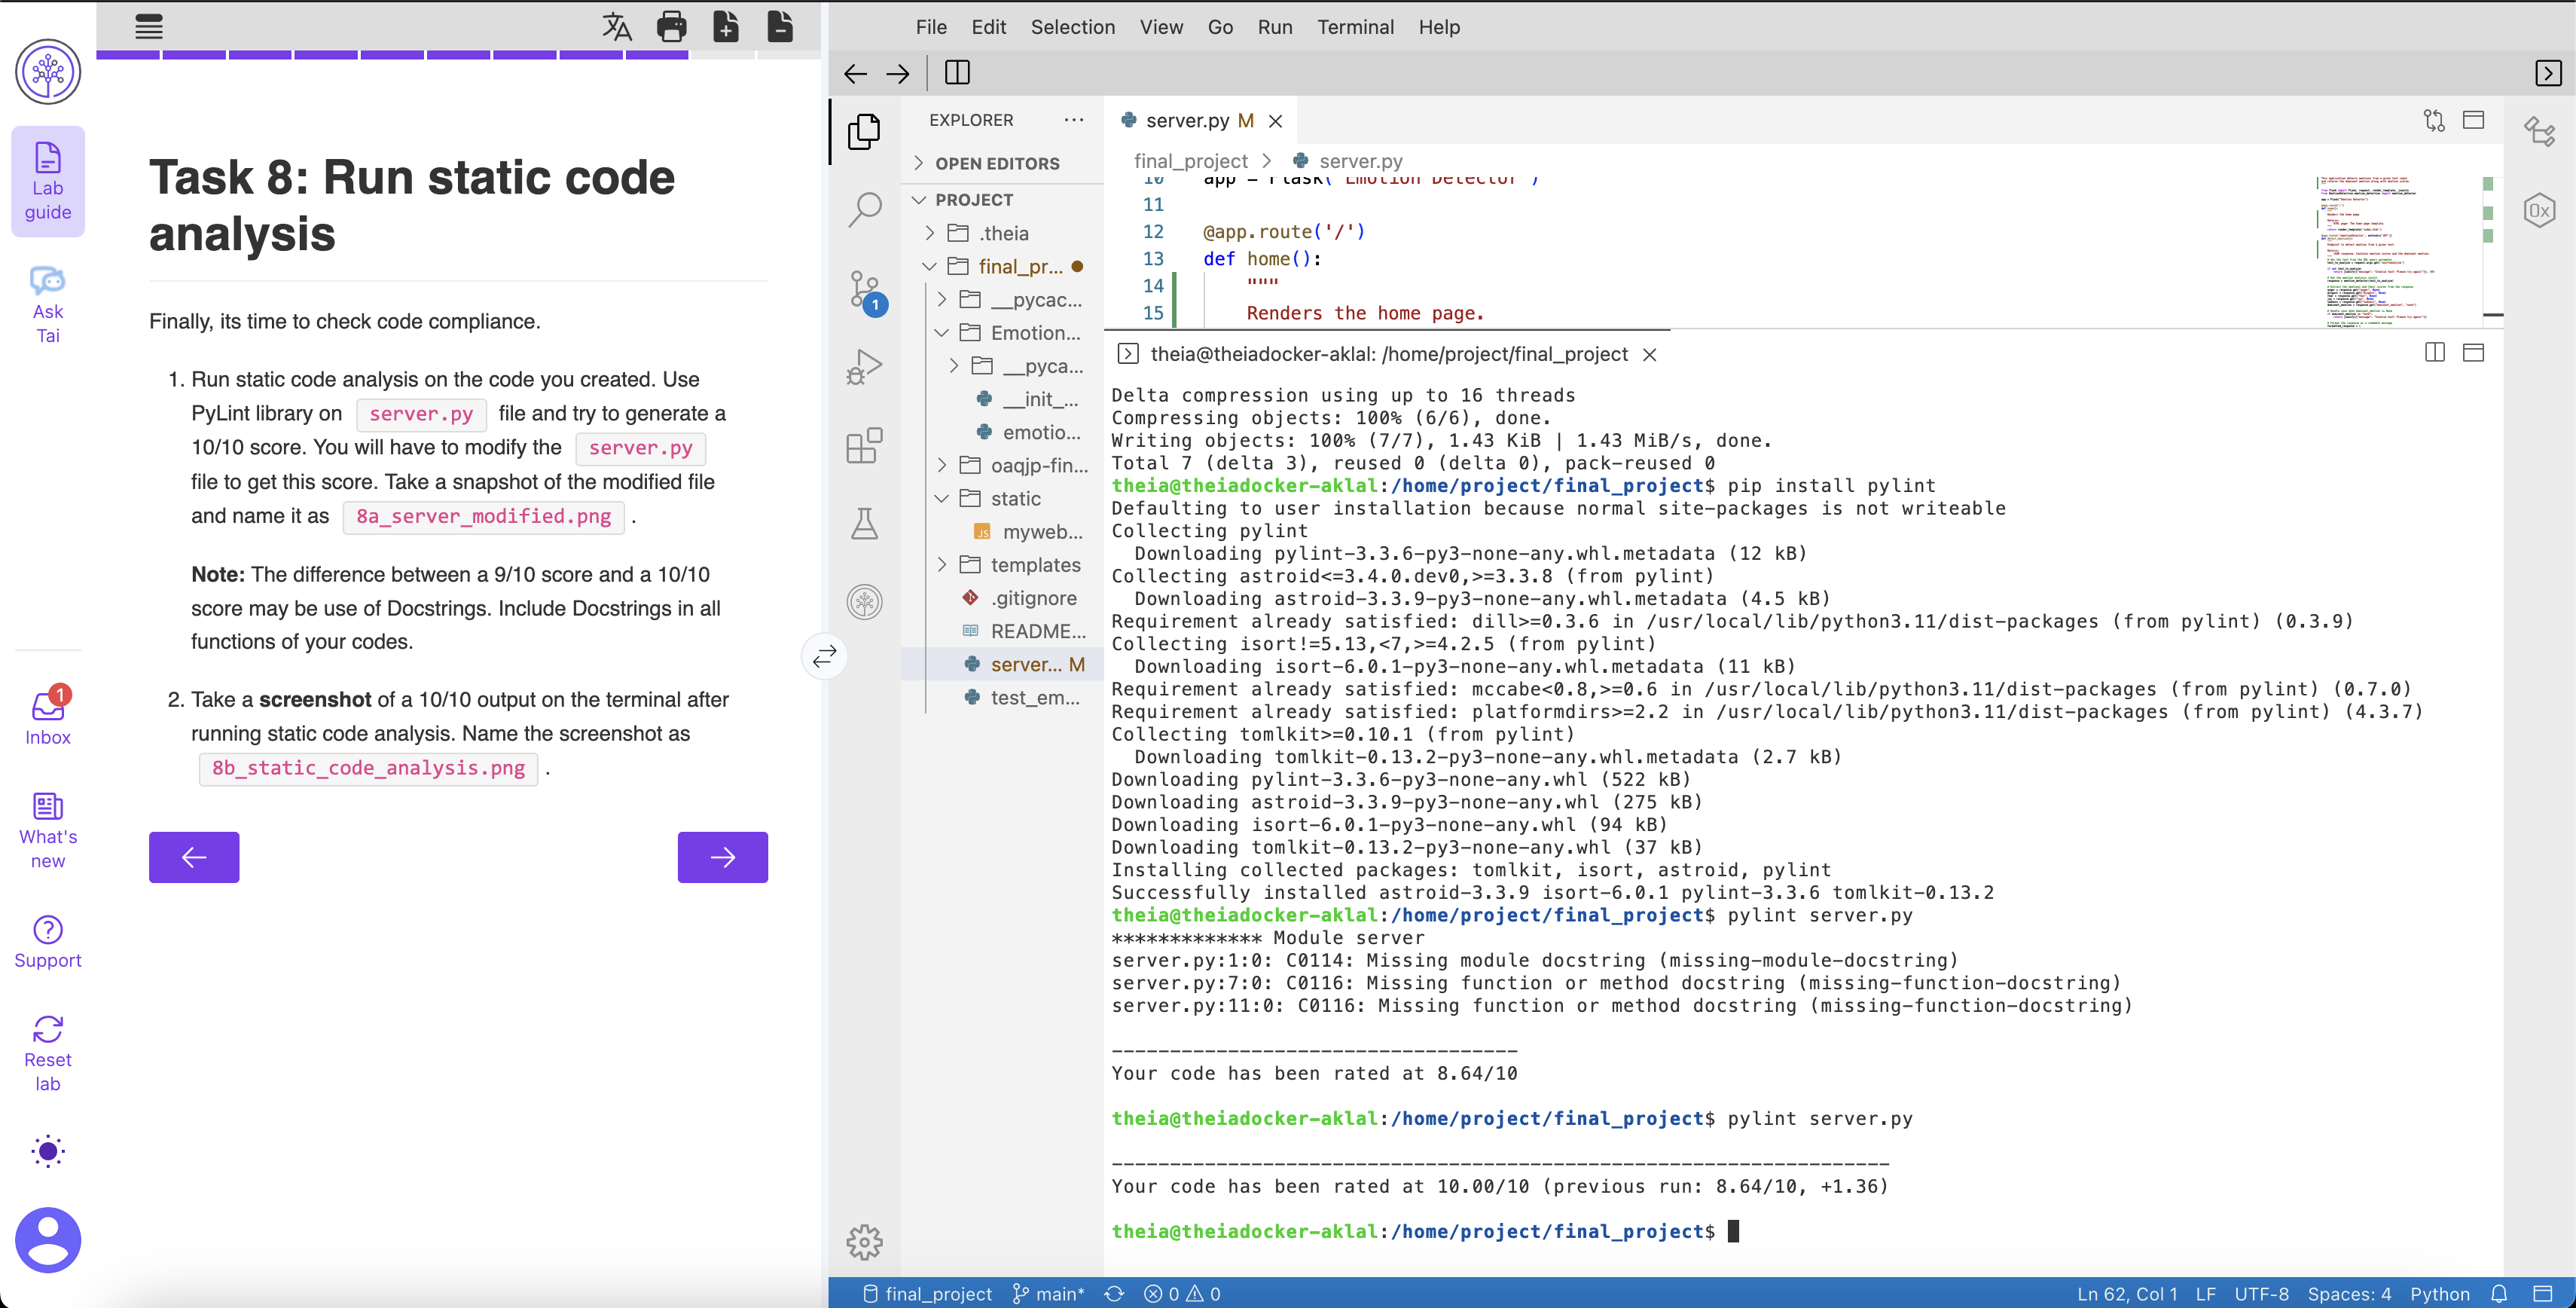 File Edit Selection View Go Run Terminal Help
Lab
guide
Ask
Tai
1
Inbox
What's
new
Support
Reset
lab
Task 8: Run static code
analysis
Finally, its time to check code compliance.
1. Run static code analysis on the code you created. Use
PyLint library on server.py file and try to generate a
10/10 score. You will have to modify the server.py
file to get this score. Take a snapshot of the modified file
and name it as 8a_server_modified.png .
Note: The difference between a 9/10 score and a 10/10
score may be use of Docstrings. Include Docstrings in all
functions of your codes.
2. Take a screenshot of a 10/10 output on the terminal after
running static code analysis. Name the screenshot as
8b_static_code_analysis.png .
1
EXPLORER
OPEN EDITORS
PROJECT
.theia
final_pr...
__pycac...
Emotion...
__pyca...
__init_...
emotio...
oaqjp-fin...
static
JS myweb...
templates
.gitignore
README...
server... M
test_em...
server.py M
final_project > server.py
10 app = Flask("Emotion Detector")
11
12 @app.route('/')
13 def home():
14 """
15 Renders the home page.
theia@theiadocker-aklal: /home/project/final_project
Delta compression using up to 16 threads
Compressing objects: 100% (6/6), done.
Writing objects: 100% (7/7), 1.43 KiB | 1.43 MiB/s, done.
Total 7 (delta 3), reused 0 (delta 0), pack-reused 0
theia@theiadocker-aklal:/home/project/final_project$ pip install pylint
Defaulting to user installation because normal site-packages is not writeable
Collecting pylint
Downloading pylint-3.3.6-py3-none-any.whl.metadata (12 kB)
Collecting astroid<=3.4.0.dev0,>=3.3.8 (from pylint)
Downloading astroid-3.3.9-py3-none-any.whl.metadata (4.5 kB)
Requirement already satisfied: dill>=0.3.6 in /usr/local/lib/python3.11/dist-packages (from pylint) (0.3.9)
Collecting isort!=5.13,<7,>=4.2.5 (from pylint)
Downloading isort-6.0.1-py3-none-any.whl.metadata (11 kB)
Requirement already satisfied: mccabe<0.8,>=0.6 in /usr/local/lib/python3.11/dist-packages (from pylint) (0.7.0)
Requirement already satisfied: platformdirs>=2.2 in /usr/local/lib/python3.11/dist-packages (from pylint) (4.3.7)
Collecting tomlkit>=0.10.1 (from pylint)
Downloading tomlkit-0.13.2-py3-none-any.whl.metadata (2.7 kB)
Downloading pylint-3.3.6-py3-none-any.whl (522 kB)
Downloading astroid-3.3.9-py3-none-any.whl (275 kB)
Downloading isort-6.0.1-py3-none-any.whl (94 kB)
Downloading tomlkit-0.13.2-py3-none-any.whl (37 kB)
Installing collected packages: tomlkit, isort, astroid, pylint
Successfully installed astroid-3.3.9 isort-6.0.1 pylint-3.3.6 tomlkit-0.13.2
theia@theiadocker-aklal:/home/project/final_project$ pylint server.py
************* Module server
server.py:1:0: C0114: Missing module docstring (missing-module-docstring)
server.py:7:0: C0116: Missing function or method docstring (missing-function-docstring)
server.py:11:0: C0116: Missing function or method docstring (missing-function-docstring)
-----------------------------------
Your code has been rated at 8.64/10
theia@theiadocker-aklal:/home/project/final_project$ pylint server.py
-------------------------------------------------------------------
Your code has been rated at 10.00/10 (previous run: 8.64/10, +1.36)
theia@theiadocker-aklal:/home/project/final_project$
0x
final_project main* 0 0 Ln 62, Col 1 LF UTF-8 Spaces: 4 Python